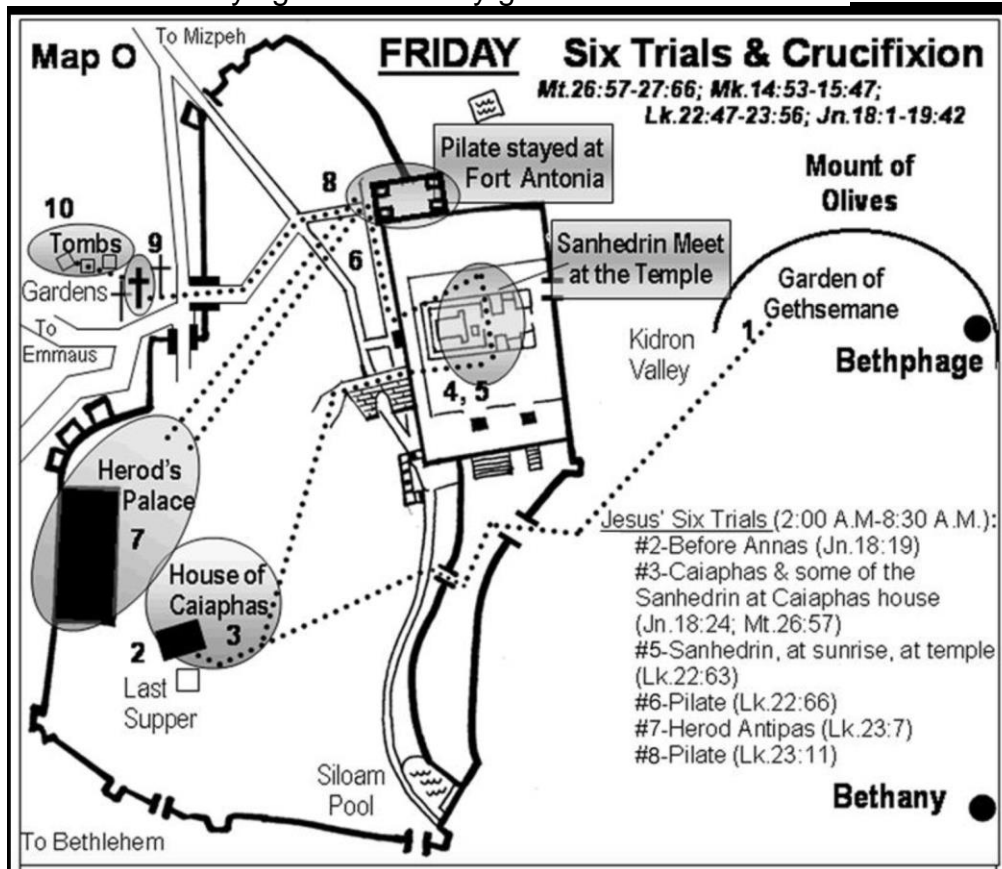 Map O
To Mizpeh
FRIDAY Six Trials & Crucifixion
Mt.26:57-27:66; Mk.14:53-15:47;
Lk.22:47-23:56; Jn.18:1-19:42
Pilate stayed at
Fort Antonia
Mount of
Olives
8
10
Tombs
9
Gardens
6
Sanhedrin Meet
at the Temple
Garden of
Gethsemane
1
To
Emmaus
Kidron
Valley
Bethphage
4, 5
Herod's
Palace
7
House of
Caiaphas
3
2
Last
Supper
Jesus' Six Trials (2:00 A.M-8:30 A.M.):
#2-Before Annas (Jn.18:19)
#3-Caiaphas & some of the
Sanhedrin at Caiaphas house
(Jn.18:24; Mt.26:57)
#5-Sanhedrin, at sunrise, at temple
(Lk.22:63)
#6-Pilate (Lk.22:66)
#7-Herod Antipas (Lk.23:7)
#8-Pilate (Lk.23:11)
Siloam
Pool
Bethany
To Bethlehem